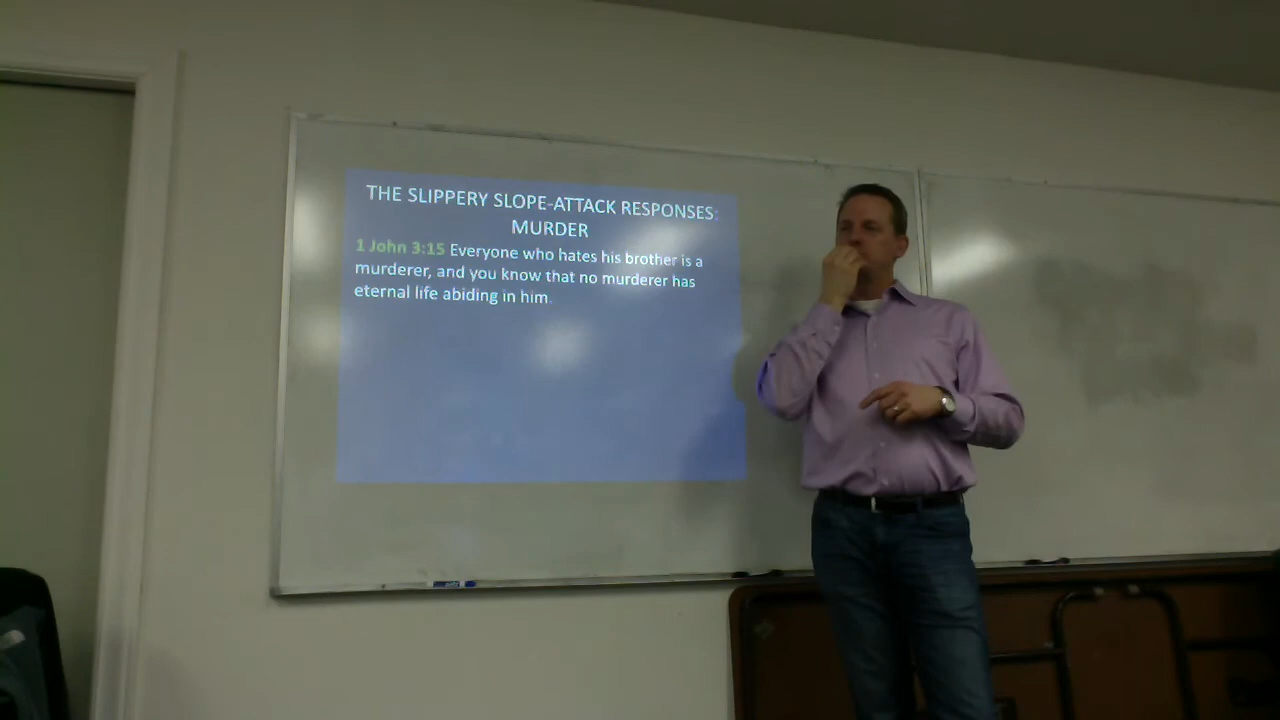 THE SLIPPERY SLOPE-ATTACK RESPONSES:
MURDER
1 John 3:15 Everyone who hates his brother is a
murderer, and you know that no murderer has
eternal life abiding in him.